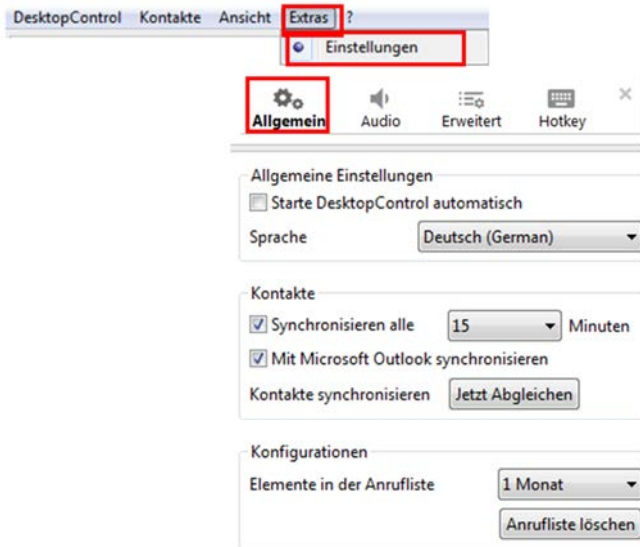 DesktopControl Kontakte Ansicht Extras ?
Einstellungen
Allgemein Audio Erweitert Hotkey
Allgemeine Einstellungen
Starte DesktopControl automatisch
Sprache Deutsch (German)
Kontakte
Synchronisieren alle 15 Minuten
Mit Microsoft Outlook synchronisieren
Kontakte synchronisieren Jetzt Abgleichen
Konfigurationen
Elemente in der Anrufliste 1 Monat
Anrufliste löschen